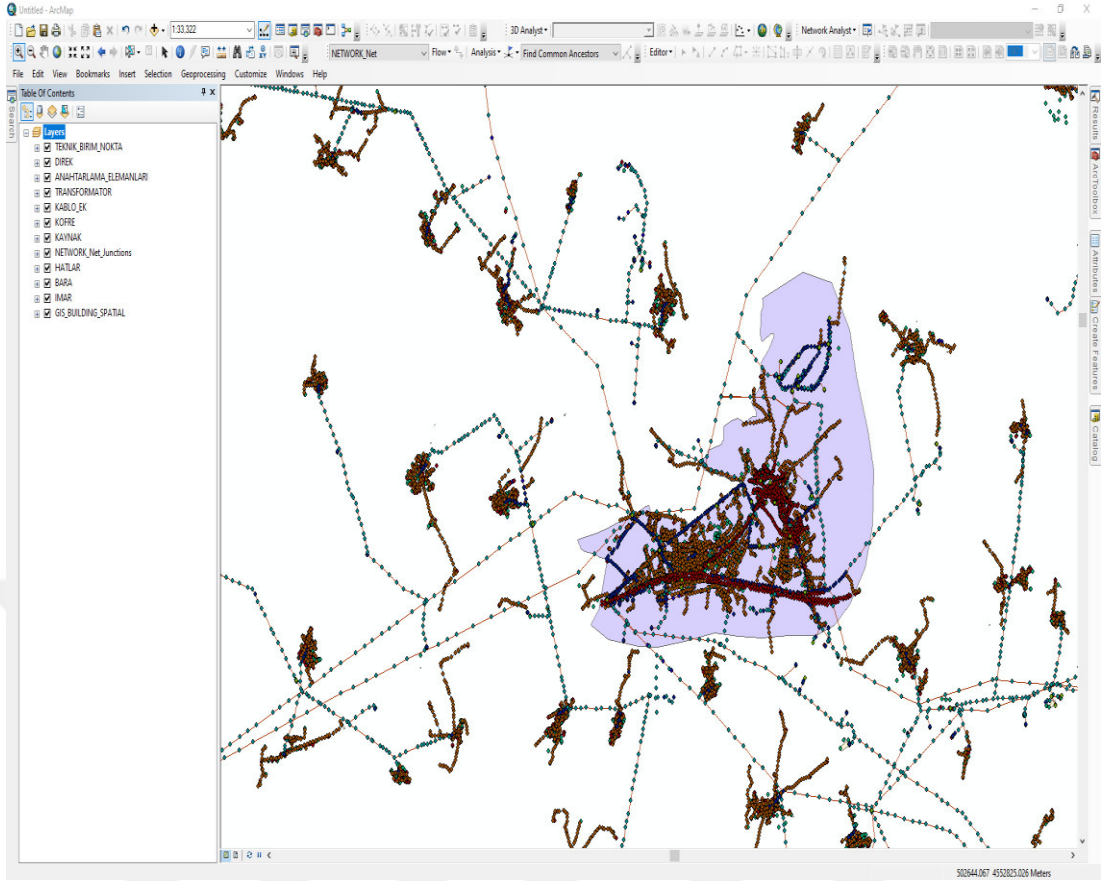 Untitled - ArcMap
1:33.322
3D Analyst
Network Analyst
NETWORK_Net
Flow
Analysis
Find Common Ancestors
Editor
File Edit View Bookmarks Insert Selection Geoprocessing Customize Windows Help
Table Of Contents
Layers
TEKNIK_BIRIM_NOKTA
DIREK
ANAHTARLAMA_ELEMANLARI
TRANSFORMATOR
KABLO_EK
KOFRE
KAYNAK
NETWORK_Net_Junctions
HATLAR
BARA
IMAR
GIS_BUILDING_SPATIAL
Search
Results
ArcToolbox
Attributes
Create Features
Catalog
502644.067 4552825.026 Meters